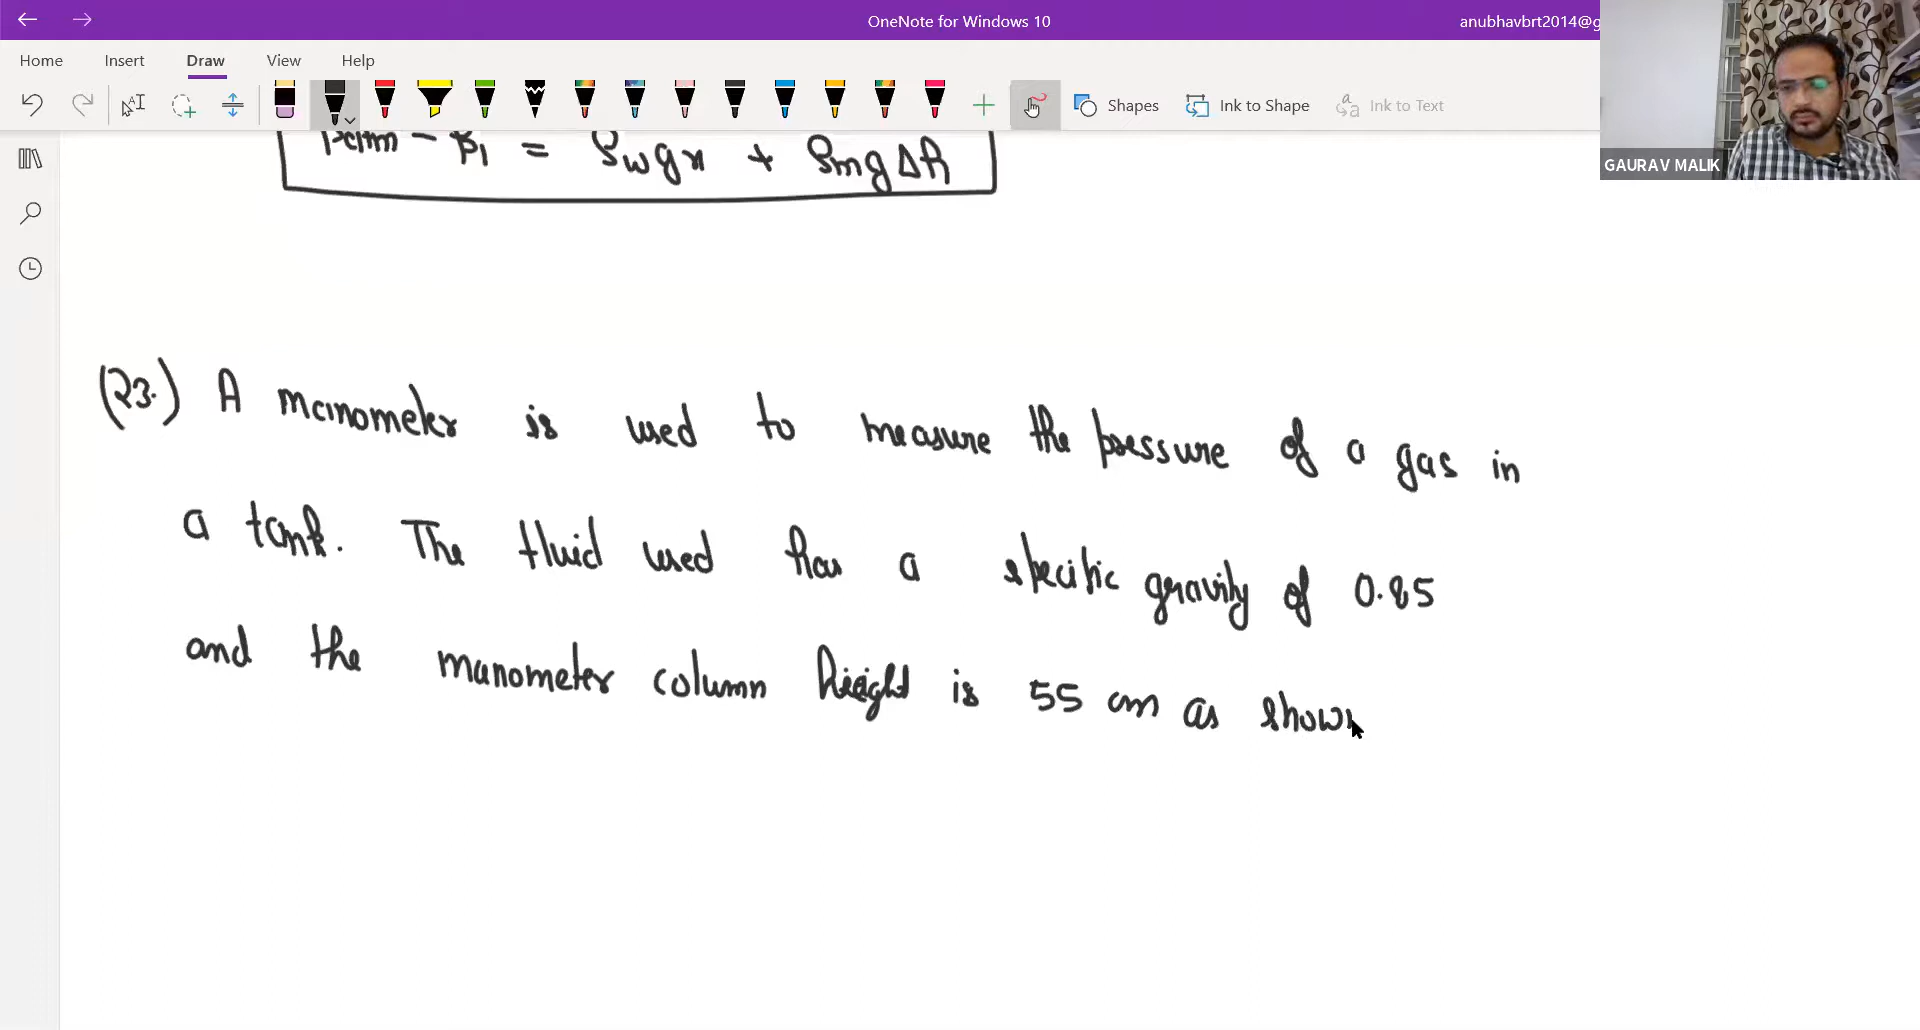 OneNote for Windows 10
anubhavbrt2014@g
Home Insert Draw View Help
Shapes Ink to Shape Ink to Text
GAURAV MALIK
Patm - P₁ = ρwgx + ρmgΔh
(Q3.) A manometer is used to measure the pressure of a gas in
a tank. The fluid used has a specific gravity of 0.85
and the manometer column height is 55 cm as shown